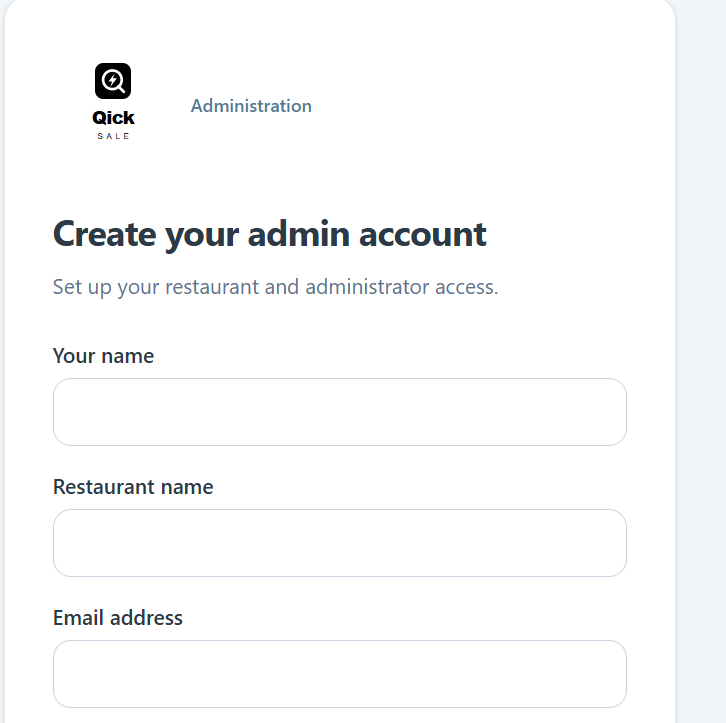 Qick
SALE
Administration
Create your admin account
Set up your restaurant and administrator access.
Your name
Restaurant name
Email address